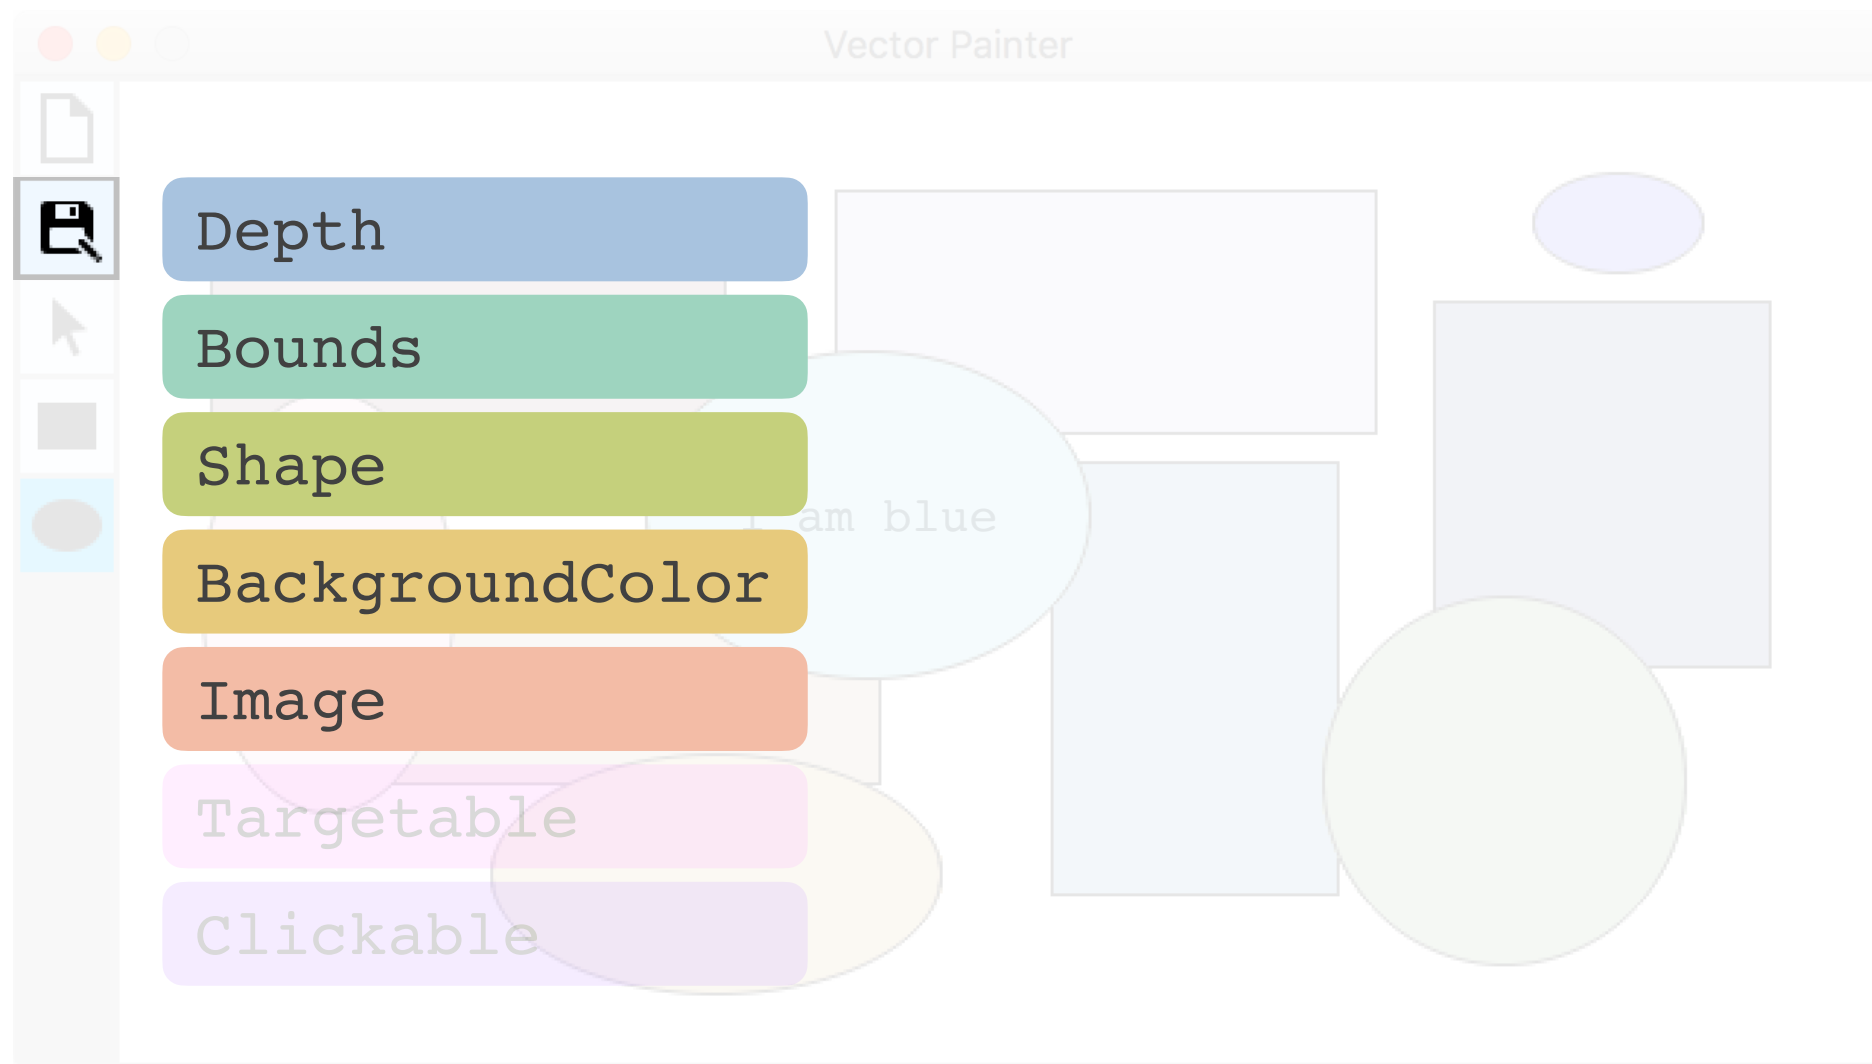 Vector Painter
Depth
Bounds
Shape
I am blue
BackgroundColor
Image
Targetable
Clickable